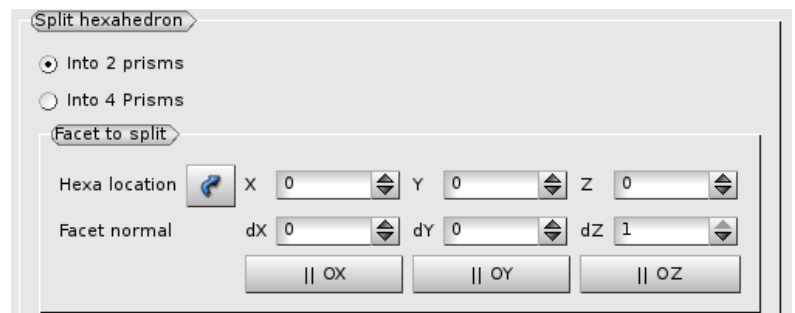 Split hexahedron
Into 2 prisms
Into 4 Prisms
Facet to split
Hexa location X 0 Y 0 Z 0
Facet normal dX 0 dY 0 dZ 1
|| OX || OY || OZ